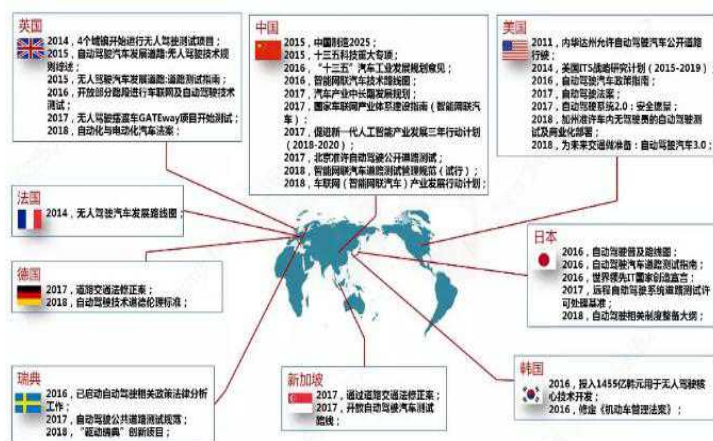 英国
2014，4个城镇开始运行无人驾驶测试项目；
2015，自动驾驶汽车发展道路：无人驾驶技术规
则综述；
2015，无人驾驶汽车发展道路：道路测试指南；
2016，开放部分路段进行车联网及自动驾驶技术
测试；
2017，无人驾驶摆渡车GATEway项目开始测试；
2018，自动化与电动化汽车法案；
中国
2015，中国制造2025；
2015，十三五科技重大专项；
2016，“十三五”汽车工业发展规划意见；
2016，智能网联汽车技术路线图；
2017，汽车产业中长期发展规划；
2017，国家车联网产业体系建设指南（智能网联汽
车）；
2017，促进新一代人工智能产业发展三年行动计划
（2018-2020）；
2017，北京准许自动驾驶公开道路测试；
2018，智能网联汽车道路测试管理规范（试行）；
2018，车联网（智能网联汽车）产业发展行动计划；
美国
2011，内华达州允许自动驾驶汽车公开道路
行驶；
2014，美国ITS战略研究计划（2015-2019）；
2016，自动驾驶汽车政策指南；
2017，自动驾驶法案；
2017，自动驾驶系统2.0：安全愿景；
2018，加州准许车内无驾驶员的自动驾驶测
试及商业化部署；
2018，为未来交通做准备：自动驾驶汽车3.0；
法国
2014，无人驾驶汽车发展路线图；
德国
2017，道路交通法修正案；
2018，自动驾驶技术道德伦理标准；
日本
2016，自动驾驶普及路线图；
2016，自动驾驶汽车道路测试指南；
2016，世界领先IT国家创造宣言；
2017，远程自动驾驶系统道路测试许
可处理基准；
2018，自动驾驶相关制度整备大纲；
瑞典
2016，已启动自动驾驶相关政策法律分析
工作；
2017，自动驾驶公共道路测试规范；
2018，“驱动瑞典”创新项目；
新加坡
2017，通过道路交通法修正案；
2017，开放自动驾驶汽车测试
路线；
韩国
2016，投入1455亿韩元用于无人驾驶核
心技术开发；
2016，修定《机动车管理法案》；